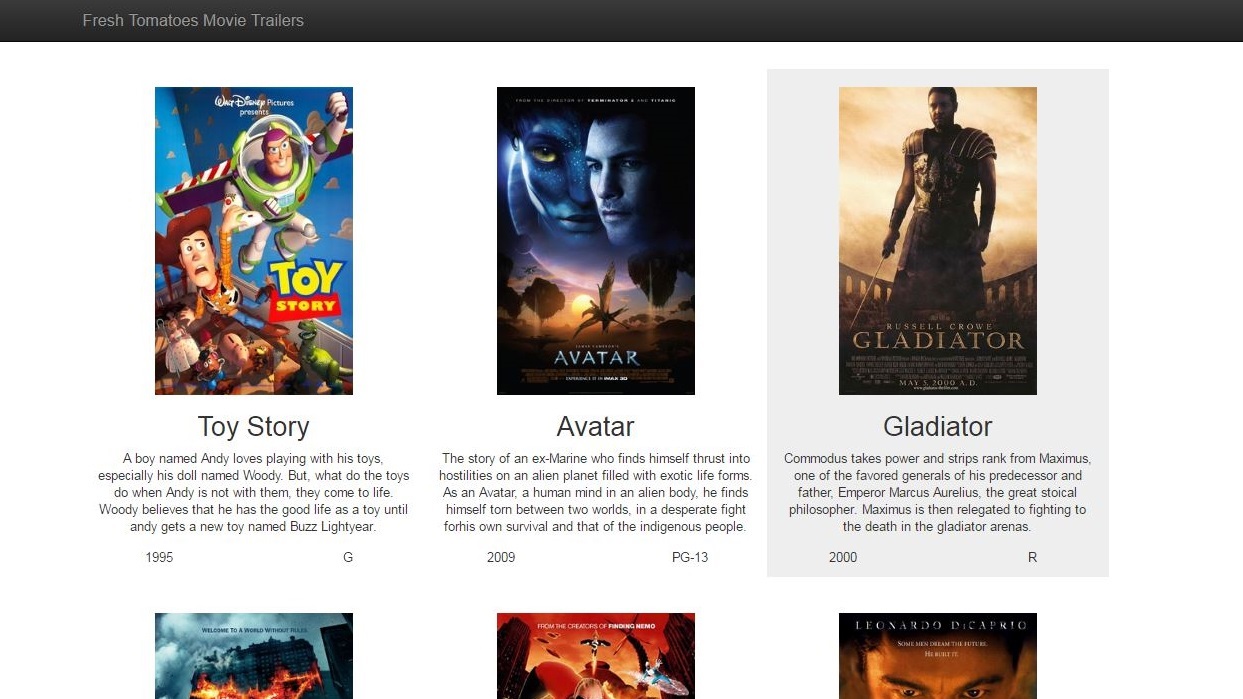 Fresh Tomatoes Movie Trailers
WALT DISNEY Pictures
presents
TOY
STORY
FROM THE DIRECTOR OF TERMINATOR 2 AND TITANIC
JAMES CAMERON'S
AVATAR
EXPERIENCE IT IN IMAX 3D
RUSSELL CROWE
GLADIATOR
MAY 5, 2000 A.D.
Toy Story
A boy named Andy loves playing with his toys,
especially his doll named Woody. But, what do the toys
do when Andy is not with them, they come to life.
Woody believes that he has the good life as a toy until
andy gets a new toy named Buzz Lightyear.
1995
G
Avatar
The story of an ex-Marine who finds himself thrust into
hostilities on an alien planet filled with exotic life forms.
As an Avatar, a human mind in an alien body, he finds
himself torn between two worlds, in a desperate fight
forhis own survival and that of the indigenous people.
2009
PG-13
Gladiator
Commodus takes power and strips rank from Maximus,
one of the favored generals of his predecessor and
father, Emperor Marcus Aurelius, the great stoical
philosopher. Maximus is then relegated to fighting to
the death in the gladiator arenas.
2000
R
WELCOME TO A WORLD WITHOUT RULES.
FROM THE CREATORS OF FINDING NEMO
LEONARDO DICAPRIO
SOME MEN DREAM THE FUTURE.
HE BUILT IT